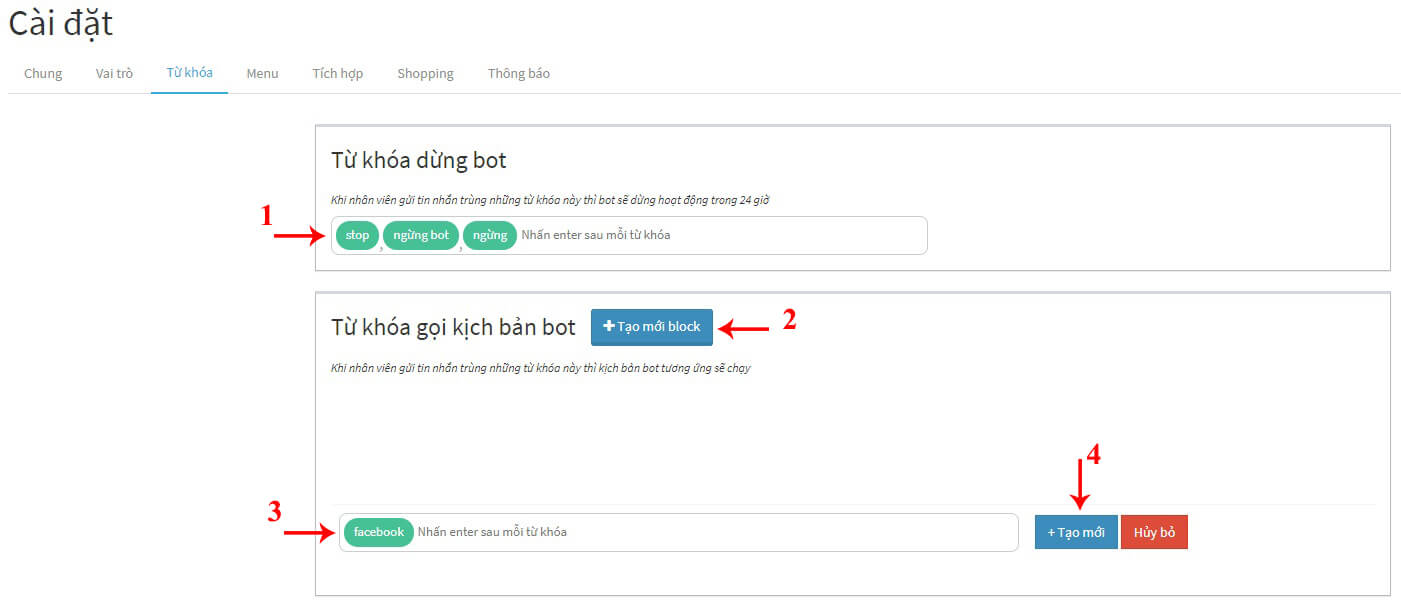 Cài đặt
Chung Vai trò Từ khóa Menu Tích hợp Shopping Thông báo
Từ khóa dừng bot
Khi nhân viên gửi tin nhắn trùng những từ khóa này thì bot sẽ dừng hoạt động trong 24 giờ
1
stop, ngừng bot, ngừng Nhấn enter sau mỗi từ khóa
Từ khóa gọi kịch bản bot +Tạo mới block 2
Khi nhân viên gửi tin nhắn trùng những từ khóa này thì kịch bản bot tương ứng sẽ chạy
4
3
facebook Nhấn enter sau mỗi từ khóa + Tạo mới Hủy bỏ